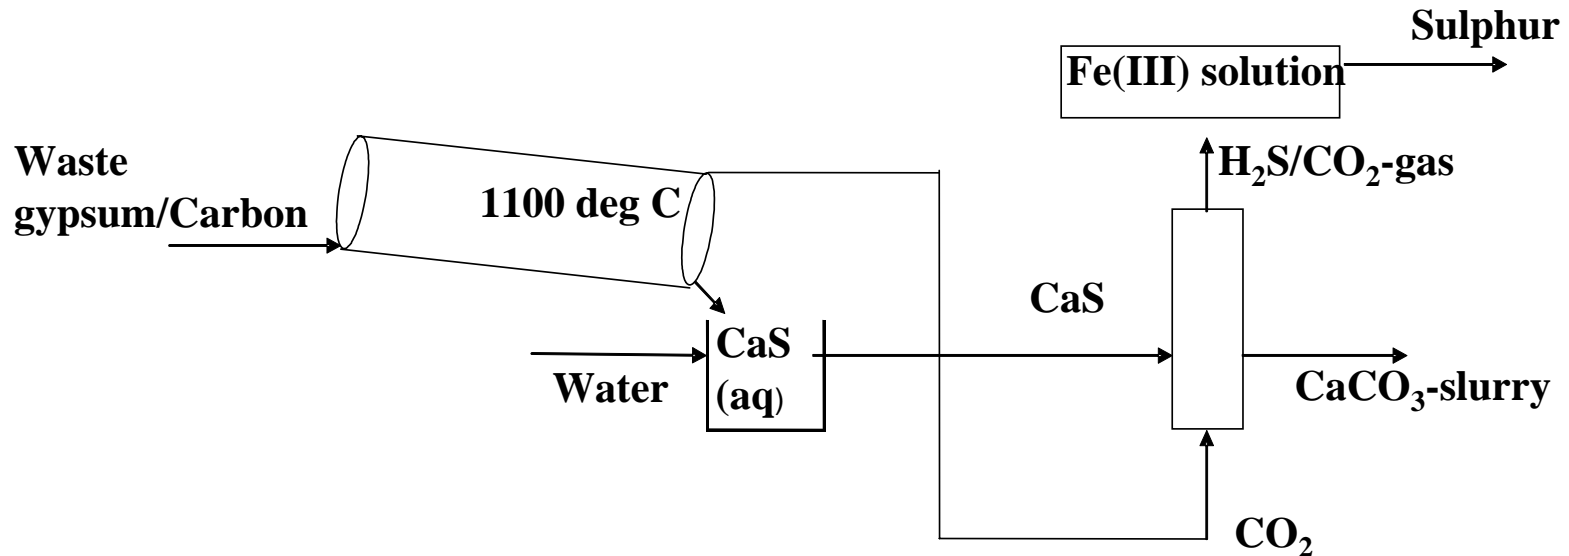 Sulphur
Fe(III) solution
Waste
gypsum/Carbon
1100 deg C
H₂S/CO₂-gas
CaS
CaS
(aq)
Water
CaCO₃-slurry
CO₂